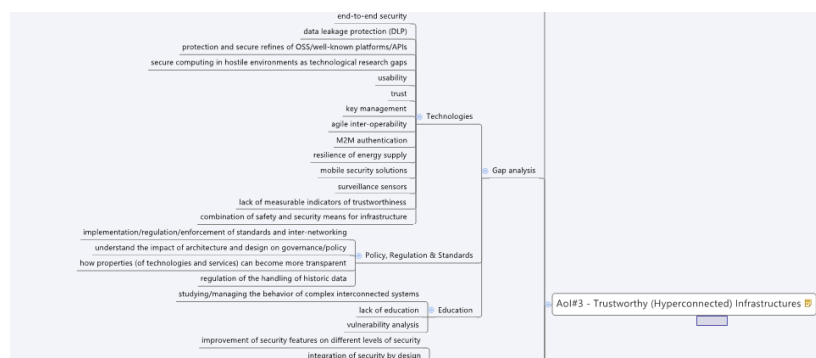 end-to-end security
data leakage protection (DLP)
protection and secure refines of OSS/well-known platforms/APIs
secure computing in hostile environments as technological research gaps
usability
trust
key management
agile inter-operability
M2M authentication
resilience of energy supply
mobile security solutions
surveillance sensors
lack of measurable indicators of trustworthiness
combination of safety and security means for infrastructure
Technologies
implementation/regulation/enforcement of standards and inter-networking
understand the impact of architecture and design on governance/policy
how properties (of technologies and services) can become more transparent
regulation of the handling of historic data
Policy, Regulation & Standards
studying/managing the behavior of complex interconnected systems
lack of education
vulnerability analysis
Education
Gap analysis
improvement of security features on different levels of security
integration of security by design
AoI#3 - Trustworthy (Hyperconnected) Infrastructures